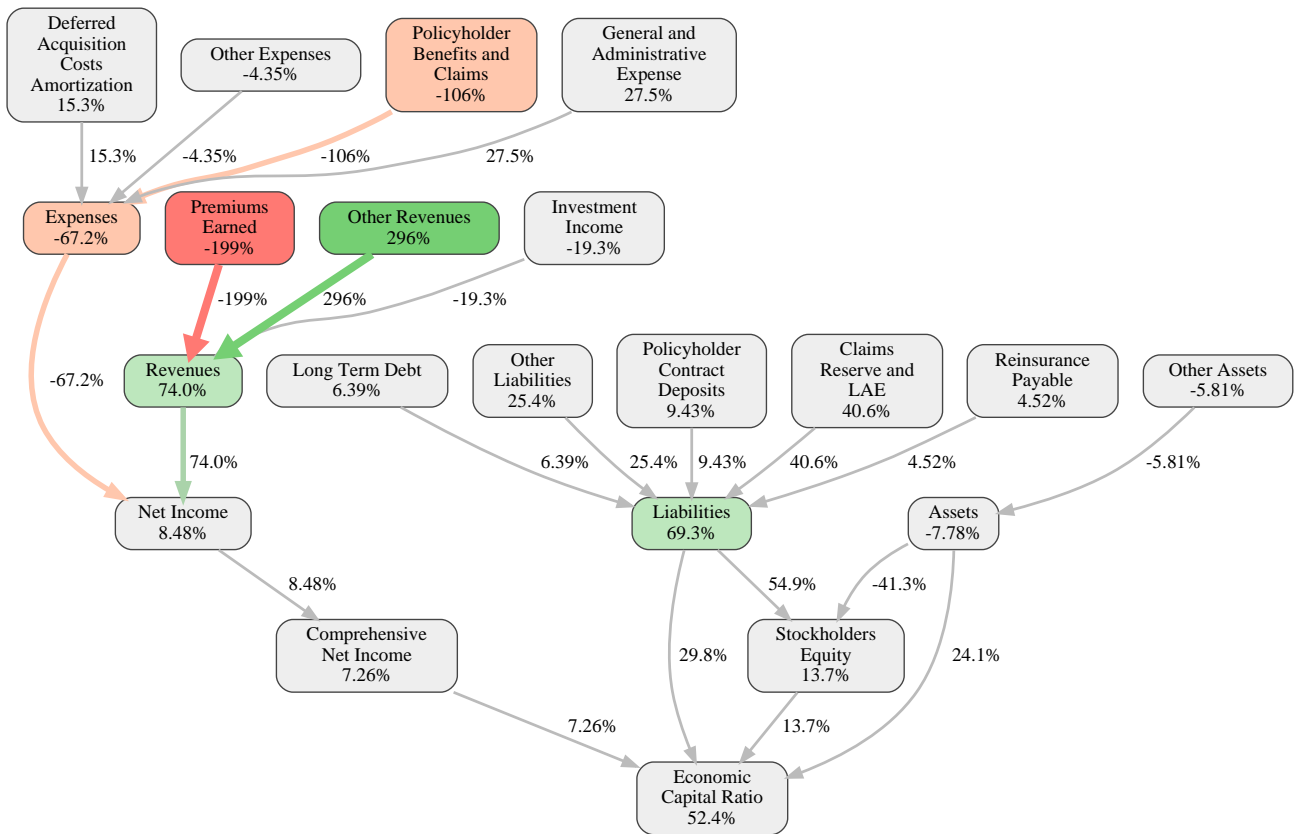 Deferred
Acquisition
Costs
Amortization
15.3%
Other Expenses
-4.35%
Policyholder
Benefits and
Claims
-106%
General and
Administrative
Expense
27.5%
15.3%
-4.35%
-106%
27.5%
Expenses
-67.2%
Premiums
Earned
-199%
Other Revenues
296%
Investment
Income
-19.3%
-199%
296%
-19.3%
-67.2%
Revenues
74.0%
Long Term Debt
6.39%
Other
Liabilities
25.4%
Policyholder
Contract
Deposits
9.43%
Claims
Reserve and
LAE
40.6%
Reinsurance
Payable
4.52%
Other Assets
-5.81%
74.0%
6.39%
25.4%
9.43%
40.6%
4.52%
-5.81%
Net Income
8.48%
Liabilities
69.3%
Assets
-7.78%
8.48%
54.9%
-41.3%
Comprehensive
Net Income
7.26%
29.8%
Stockholders
Equity
13.7%
24.1%
7.26%
13.7%
Economic
Capital Ratio
52.4%